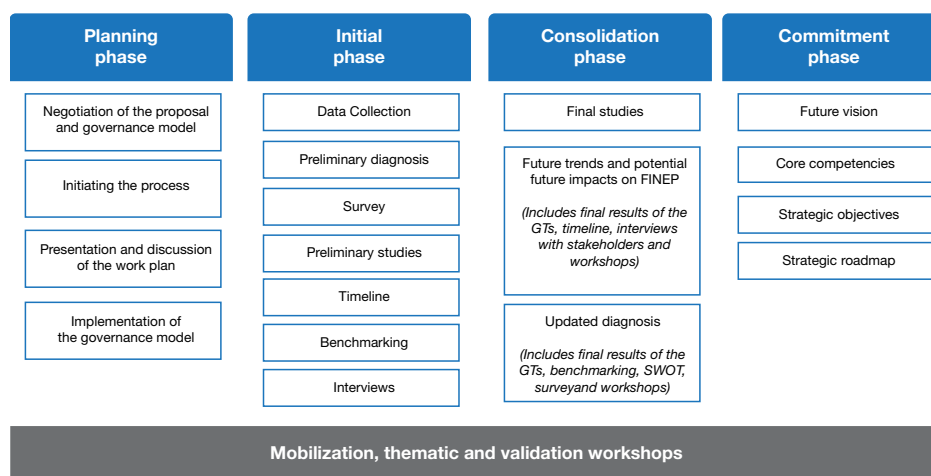 Planning
phase
Negotiation of the proposal
and governance model
Initiating the process
Presentation and discussion
of the work plan
Implementation of
the governance model
Initial
phase
Data Collection
Preliminary diagnosis
Survey
Preliminary studies
Timeline
Benchmarking
Interviews
Consolidation
phase
Final studies
Future trends and potential
future impacts on FINEP
(Includes final results of the
GTs, timeline, interviews
with stakeholders and
workshops)
Updated diagnosis
(Includes final results of the
GTs, benchmarking, SWOT,
surveyand workshops)
Commitment
phase
Future vision
Core competencies
Strategic objectives
Strategic roadmap
Mobilization, thematic and validation workshops